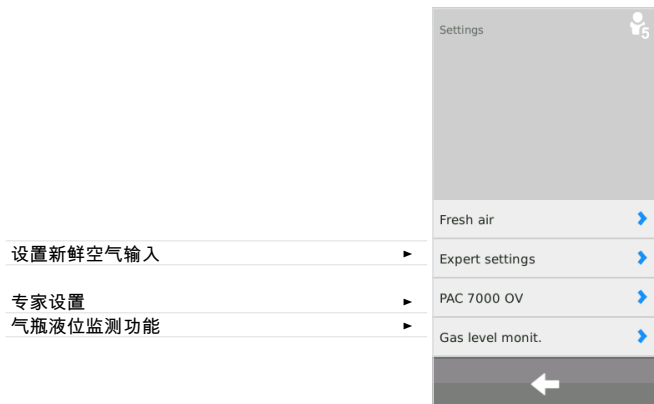 Settings
5
Fresh air
设置新鲜空气输入
Expert settings
专家设置
PAC 7000 OV
气瓶液位监测功能
Gas level monit.